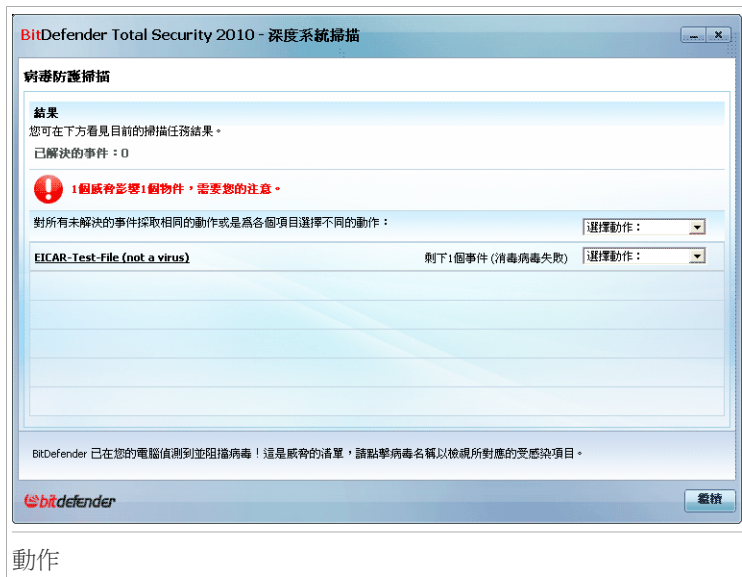 BitDefender Total Security 2010 - 深度系統掃描
病毒防護掃描
結果
您可在下方看見目前的掃描任務結果。
已解決的事件：0
1個威脅影響1個物件，需要您的注意。
對所有未解決的事件採取相同的動作或是為各個項目選擇不同的動作：
選擇動作：
EICAR-Test-File (not a virus)
剩下1個事件 (消毒病毒失敗)
選擇動作：
BitDefender 已在您的電腦偵測到並阻擋病毒！這是威脅的清單，請點擊病毒名稱以檢視所對應的受感染項目。
bitdefender
繼續
動作